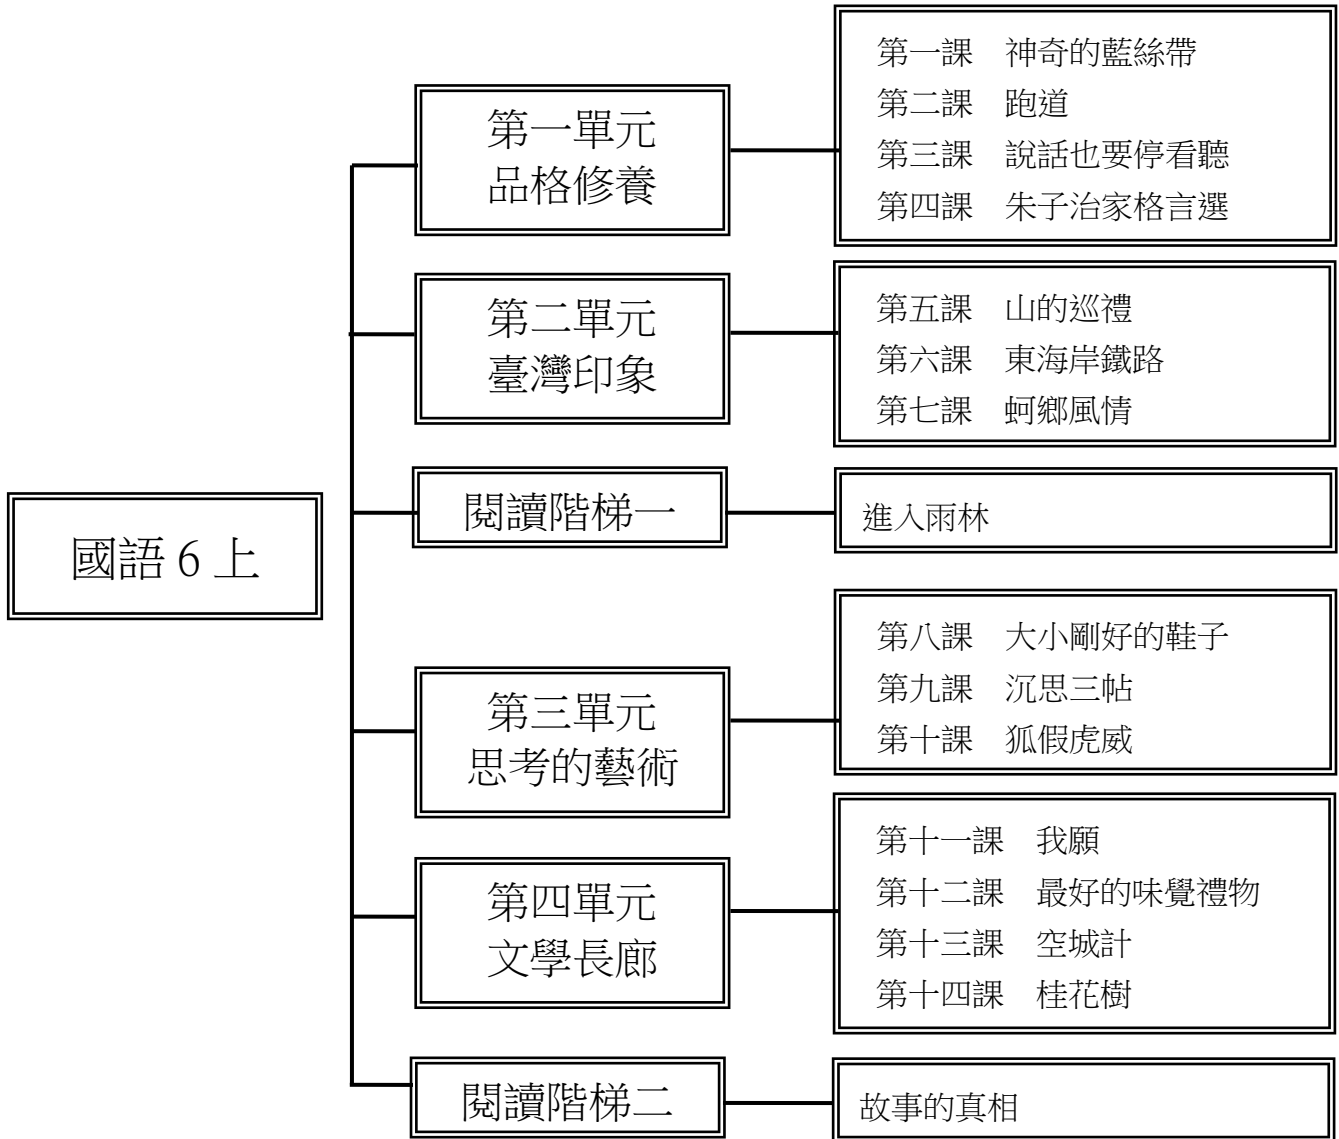 國語 6 上
第一單元
品格修養
第一課 神奇的藍絲帶
第二課 跑道
第三課 說話也要停看聽
第四課 朱子治家格言選
第二單元
臺灣印象
第五課 山的巡禮
第六課 東海岸鐵路
第七課 蚵鄉風情
閱讀階梯一
進入雨林
第三單元
思考的藝術
第八課 大小剛好的鞋子
第九課 沉思三帖
第十課 狐假虎威
第四單元
文學長廊
第十一課 我願
第十二課 最好的味覺禮物
第十三課 空城計
第十四課 桂花樹
閱讀階梯二
故事的真相